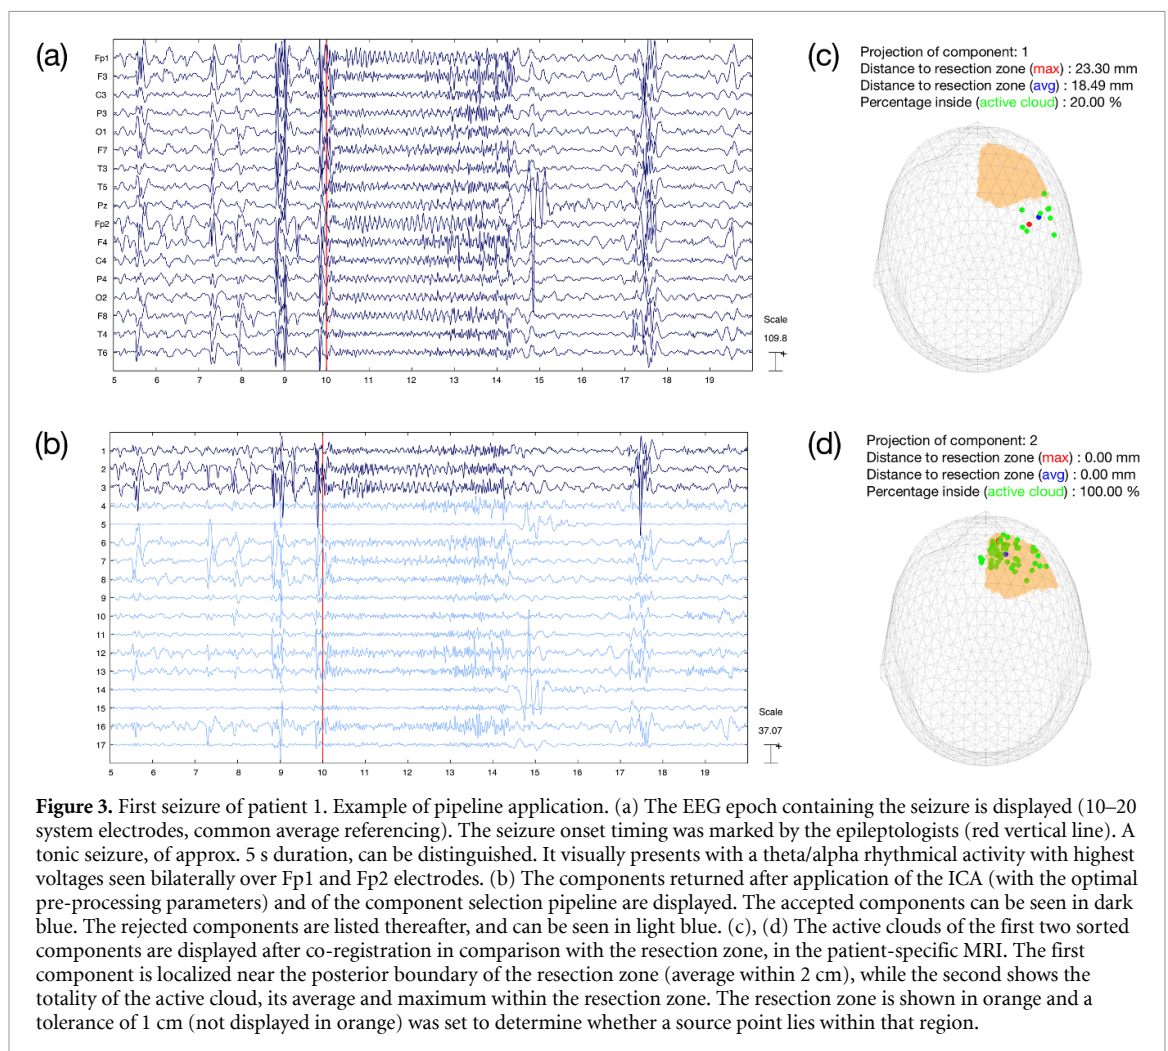 (a)
Fp1
F3
C3
P3
O1
F7
T3
T5
Pz
Fp2
F4
C4
P4
O2
F8
T4
T6
5 6 7 8 9 10 11 12 13 14 15 16 17 18 19
Scale
109.8
+
(c)
Projection of component: 1
Distance to resection zone (max) : 23.30 mm
Distance to resection zone (avg) : 18.49 mm
Percentage inside (active cloud) : 20.00 %
(b)
1
2
3
4
5
6
7
8
9
10
11
12
13
14
15
16
17
5 6 7 8 9 10 11 12 13 14 15 16 17 18 19
Scale
37.07
+
(d)
Projection of component: 2
Distance to resection zone (max) : 0.00 mm
Distance to resection zone (avg) : 0.00 mm
Percentage inside (active cloud) : 100.00 %
Figure 3. First seizure of patient 1. Example of pipeline application. (a) The EEG epoch containing the seizure is displayed (10–20
system electrodes, common average referencing). The seizure onset timing was marked by the epileptologists (red vertical line). A
tonic seizure, of approx. 5 s duration, can be distinguished. It visually presents with a theta/alpha rhythmical activity with highest
voltages seen bilaterally over Fp1 and Fp2 electrodes. (b) The components returned after application of the ICA (with the optimal
pre-processing parameters) and of the component selection pipeline are displayed. The accepted components can be seen in dark
blue. The rejected components are listed thereafter, and can be seen in light blue. (c), (d) The active clouds of the first two sorted
components are displayed after co-registration in comparison with the resection zone, in the patient-specific MRI. The first
component is localized near the posterior boundary of the resection zone (average within 2 cm), while the second shows the
totality of the active cloud, its average and maximum within the resection zone. The resection zone is shown in orange and a
tolerance of 1 cm (not displayed in orange) was set to determine whether a source point lies within that region.